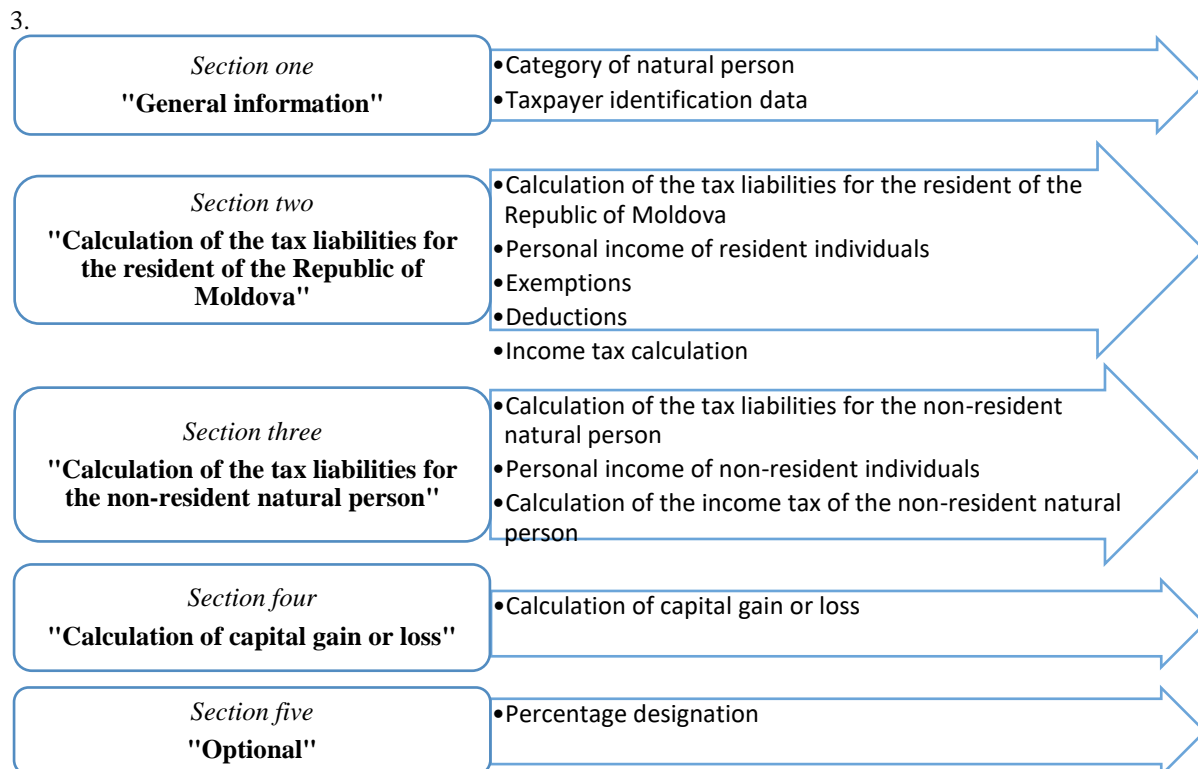 3.
Section one
"General information"
•Category of natural person
•Taxpayer identification data
Section two
"Calculation of the tax liabilities for
the resident of the Republic of
Moldova"
•Calculation of the tax liabilities for the resident of the
Republic of Moldova
•Personal income of resident individuals
•Exemptions
•Deductions
•Income tax calculation
Section three
"Calculation of the tax liabilities for
the non-resident natural person"
•Calculation of the tax liabilities for the non-resident
natural person
•Personal income of non-resident individuals
•Calculation of the income tax of the non-resident natural
person
Section four
"Calculation of capital gain or loss"
•Calculation of capital gain or loss
Section five
"Optional"
•Percentage designation